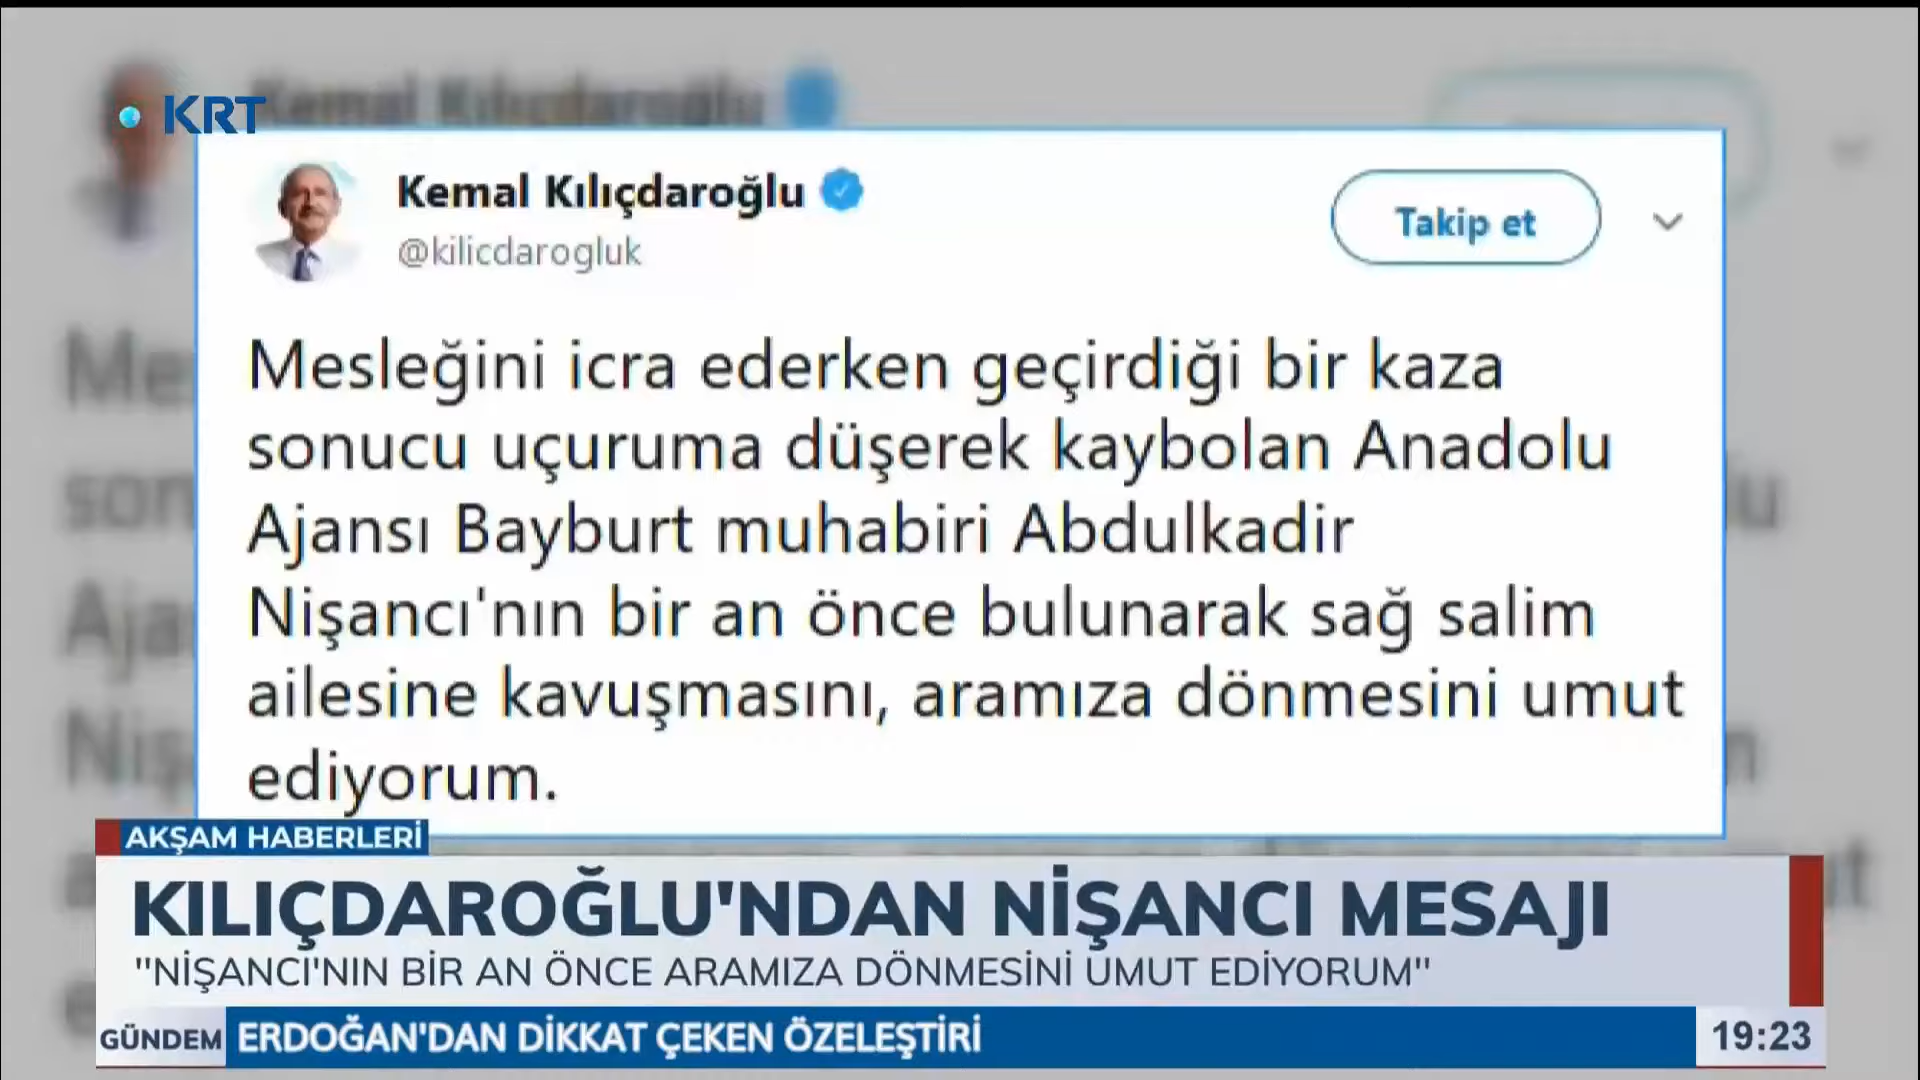 KRT
Kemal Kılıçdaroğlu
@kilicdarogluk
Takip et
Mesleğini icra ederken geçirdiği bir kaza
sonucu uçuruma düşerek kaybolan Anadolu
Ajansı Bayburt muhabiri Abdulkadir
Nişancı'nın bir an önce bulunarak sağ salim
ailesine kavuşmasını, aramıza dönmesini umut
ediyorum.
AKŞAM HABERLERİ
KILIÇDAROĞLU'NDAN NİŞANCI MESAJI
"NİŞANCI'NIN BİR AN ÖNCE ARAMIZA DÖNMESİNİ UMUT EDİYORUM"
GÜNDEM ERDOĞAN'DAN DİKKAT ÇEKEN ÖZELEŞTİRİ 19:23